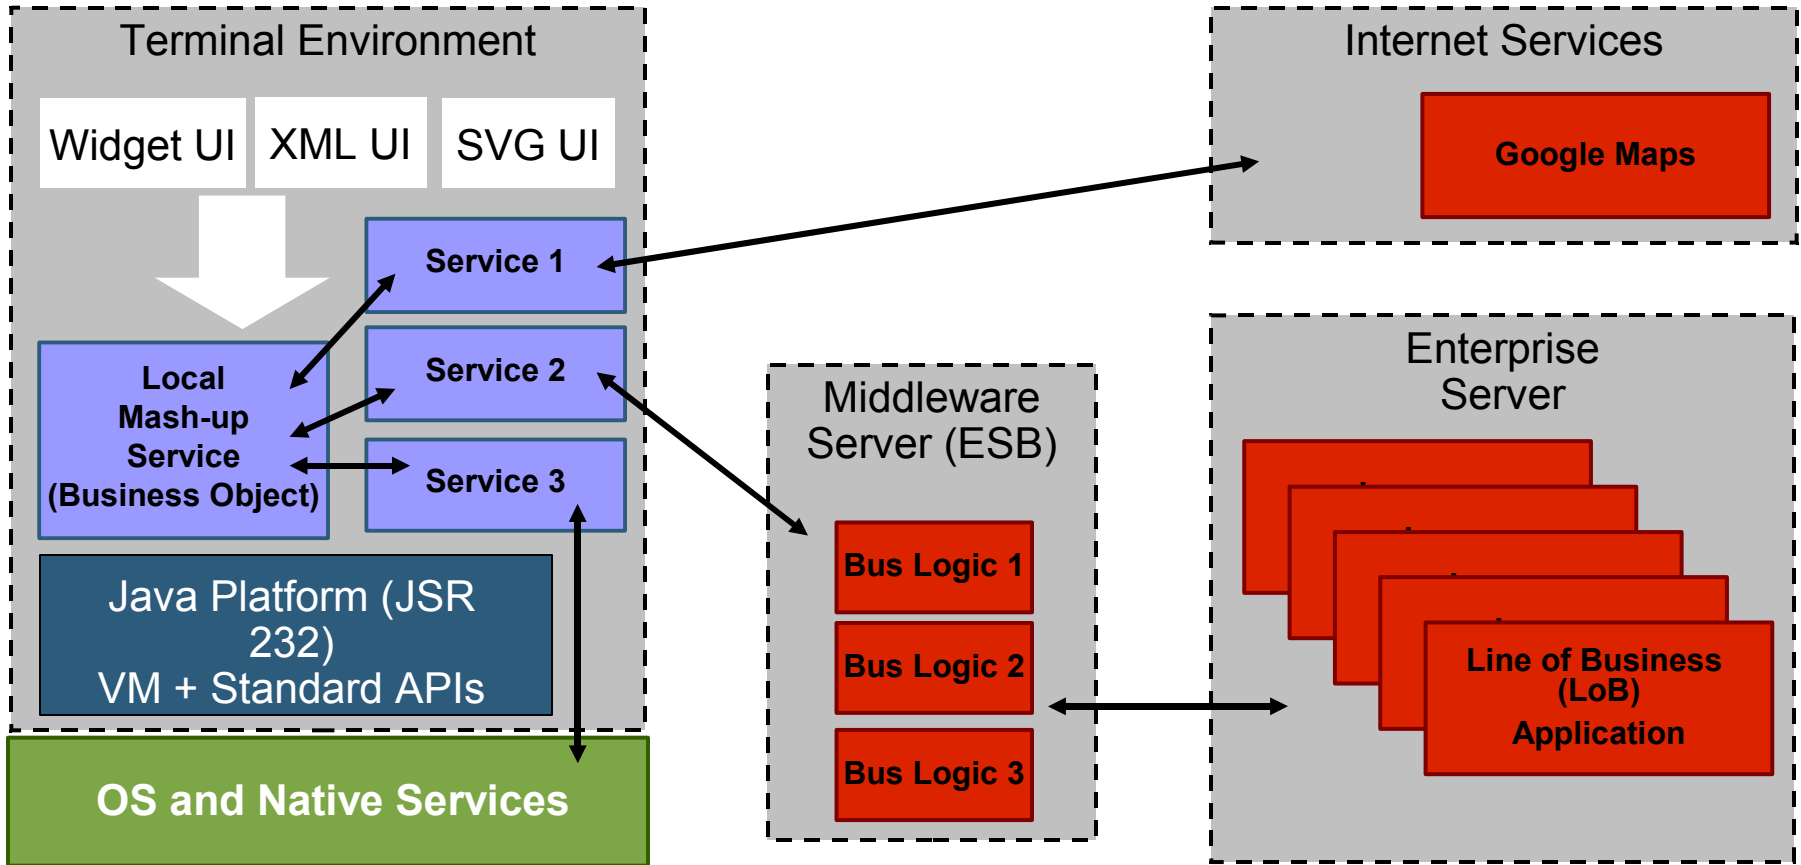 Terminal Environment
Widget UI
XML UI
SVG UI
Service 1
Service 2
Service 3
Local
Mash-up
Service
(Business Object)
Java Platform (JSR
232)
VM + Standard APIs
OS and Native Services
Middleware
Server (ESB)
Bus Logic 1
Bus Logic 2
Bus Logic 3
Internet Services
Google Maps
Enterprise
Server
Line of Business
(LoB)
Application